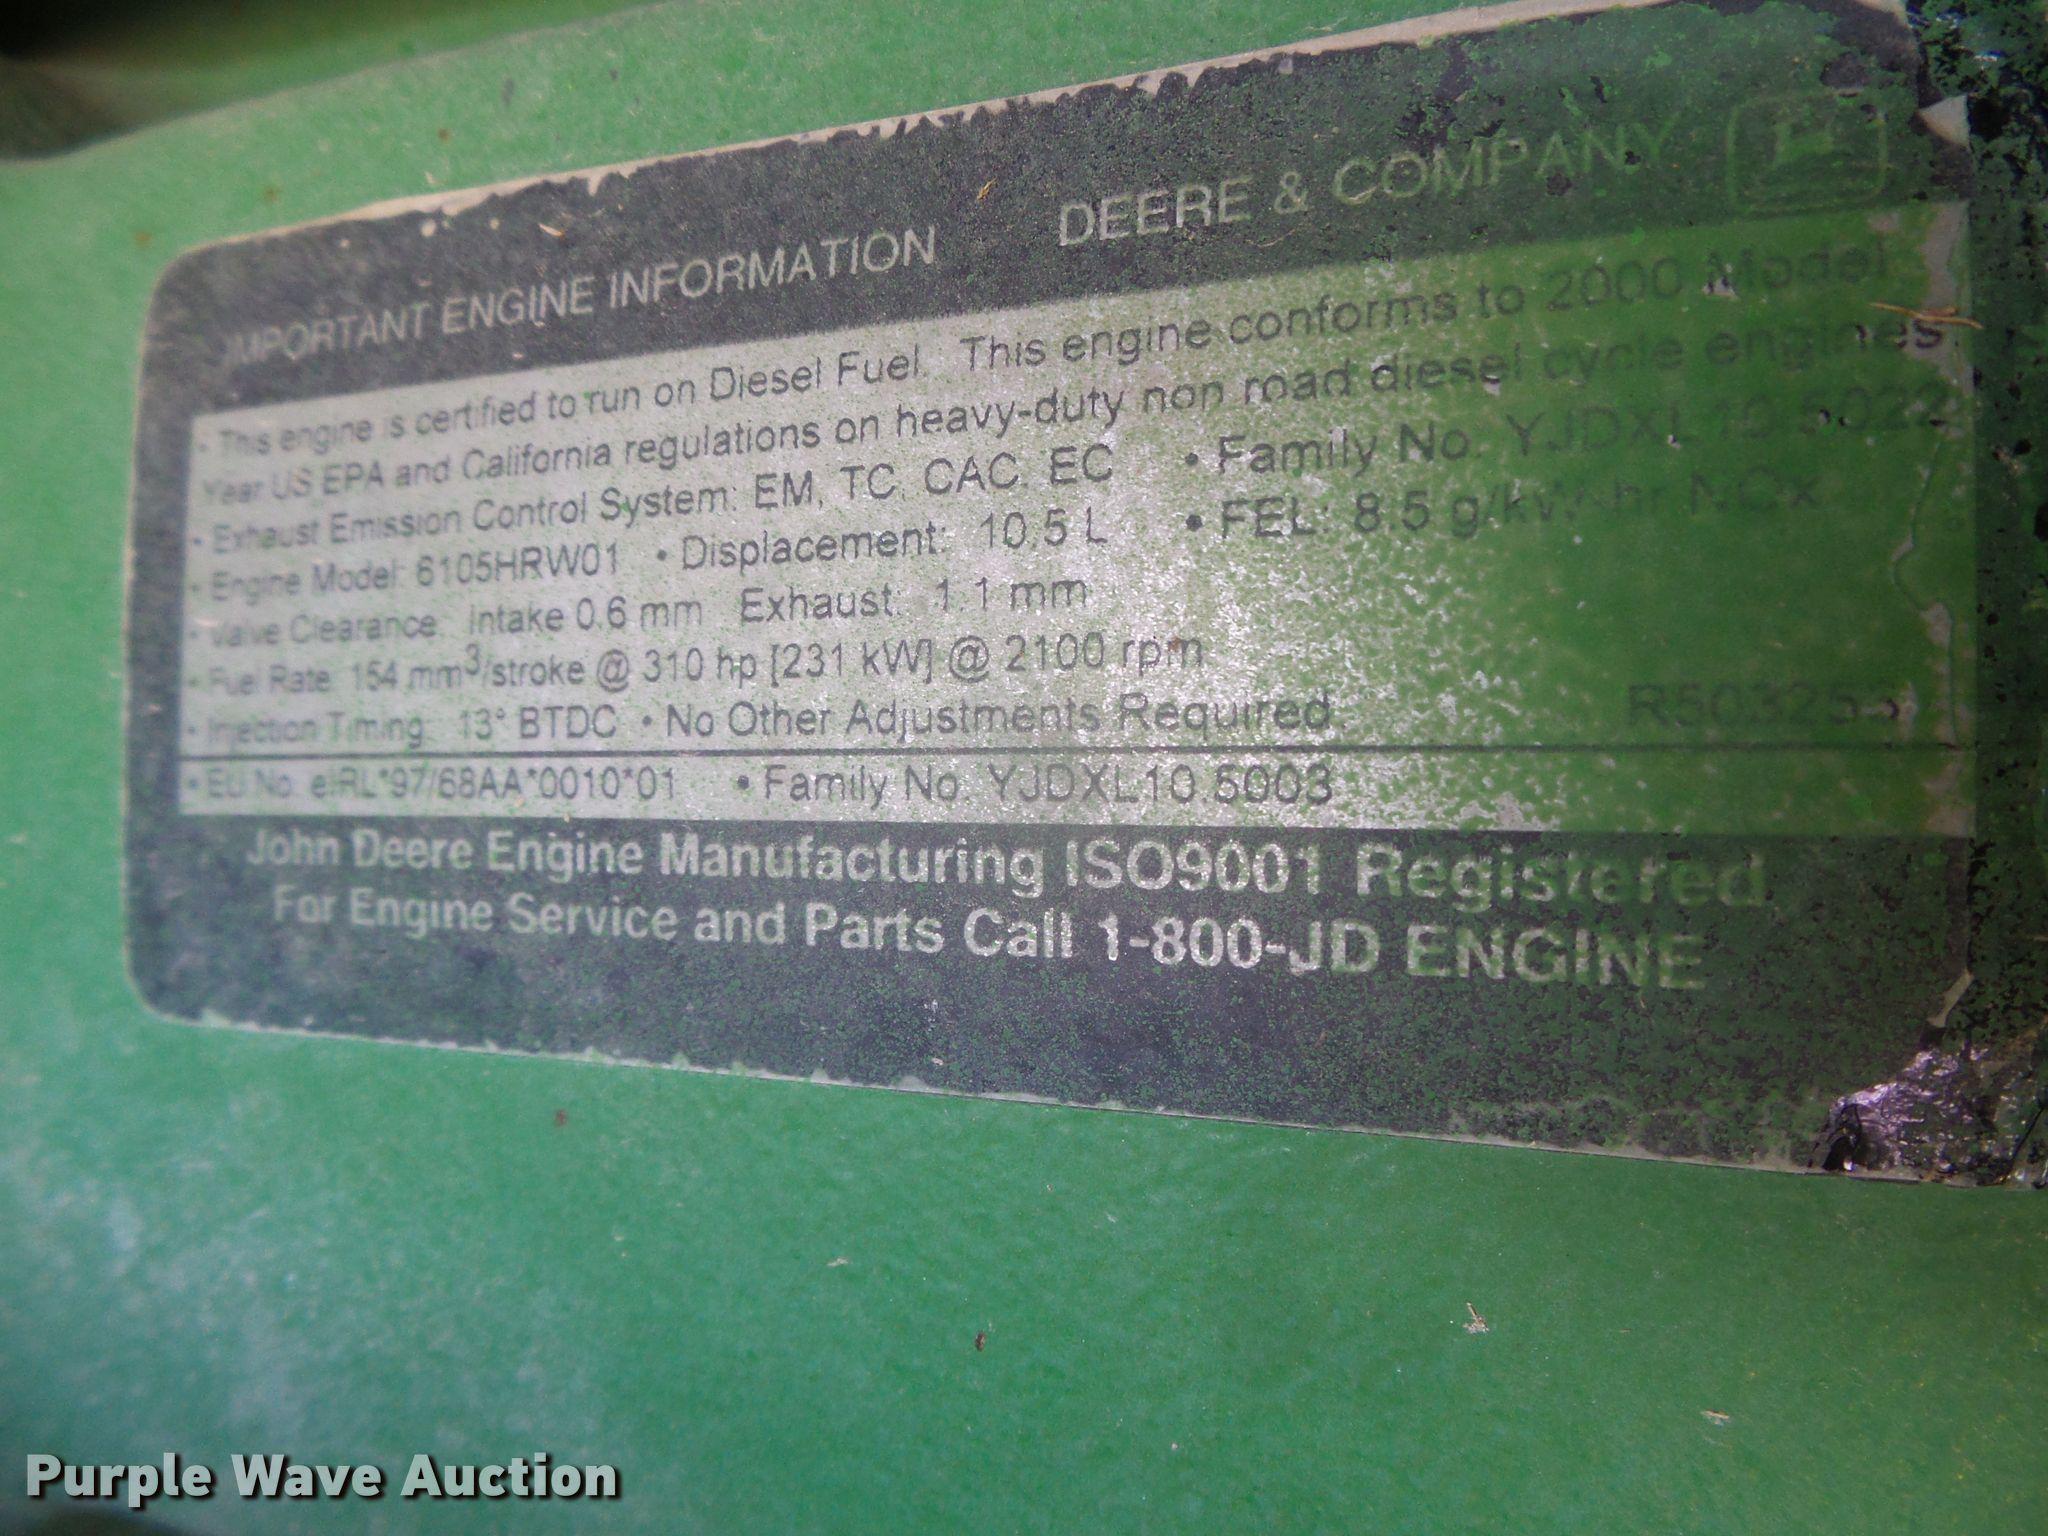 IMPORTANT ENGINE INFORMATION DEERE & COMPANY
• This engine is certified to run on Diesel Fuel. This engine conforms to 2000 Model
Year US EPA and California regulations on heavy-duty non road diesel cycle engines.
• Exhaust Emission Control System: EM, TC, CAC, EC • Family No. YJDXL10.5022
• Engine Model: 6105HRW01 • Displacement: 10.5 L • FEL: 8.5 g/kW-hr NOx
• Valve Clearance: Intake 0.6 mm Exhaust: 1.1 mm
• Fuel Rate: 154 mm³/stroke @ 310 hp [231 kW] @ 2100 rpm
• Injection Timing: 13° BTDC • No Other Adjustments Required.
• EU No. *97/68AA*0010*01 • Family No. YJDXL10.5003
John Deere Engine Manufacturing ISO9001 Registered
For Engine Service and Parts Call 1-800-JD ENGINE
Purple Wave Auction